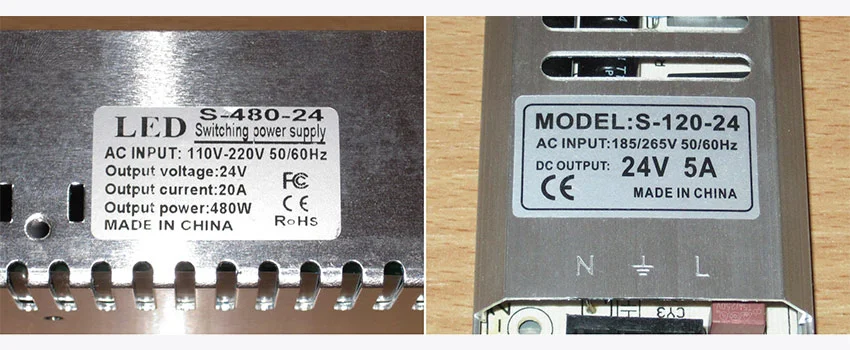 LED
S-480-24
Switching power supply
AC INPUT: 110V-220V 50/60Hz
Output voltage:24V
Output current:20A
Output power:480W
MADE IN CHINA
FC
CE
RoHS
MODEL:S-120-24
AC INPUT:185/265V 50/60Hz
DC OUTPUT: 24V 5A
CE MADE IN CHINA
N L
CY3